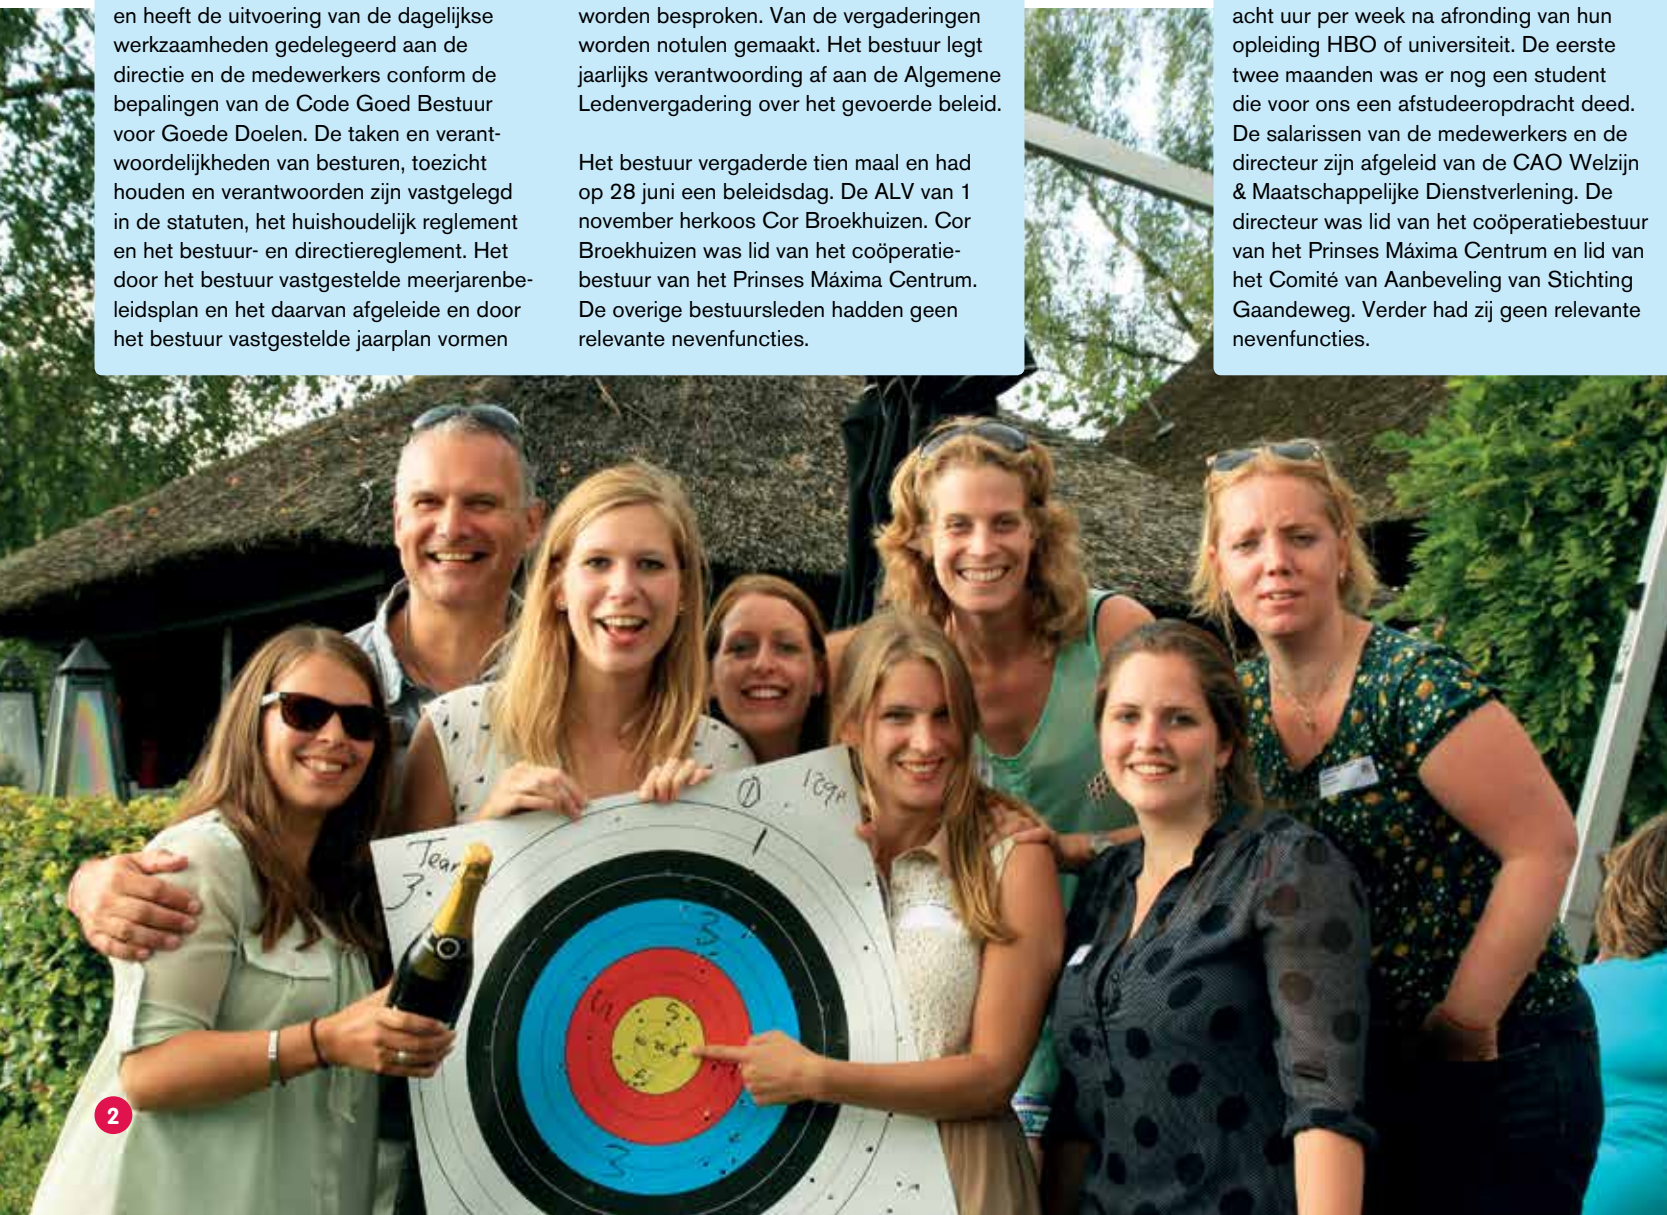 en heeft de uitvoering van de dagelijkse
werkzaamheden gedelegeerd aan de
directie en de medewerkers conform de
bepalingen van de Code Goed Bestuur
voor Goede Doelen. De taken en verant-
woordelijkheden van besturen, toezicht
houden en verantwoorden zijn vastgelegd
in de statuten, het huishoudelijk reglement
en het bestuur- en directiereglement. Het
door het bestuur vastgestelde meerjarenbe-
leidsplan en het daarvan afgeleide en door
het bestuur vastgestelde jaarplan vormen
worden besproken. Van de vergaderingen
worden notulen gemaakt. Het bestuur legt
jaarlijks verantwoording af aan de Algemene
Ledenvergadering over het gevoerde beleid.
Het bestuur vergaderde tien maal en had
op 28 juni een beleidsdag. De ALV van 1
november herkoos Cor Broekhuizen. Cor
Broekhuizen was lid van het coöperatie-
bestuur van het Prinses Máxima Centrum.
De overige bestuursleden hadden geen
relevante nevenfuncties.
acht uur per week na afronding van hun
opleiding HBO of universiteit. De eerste
twee maanden was er nog een student
die voor ons een afstudeeropdracht deed.
De salarissen van de medewerkers en de
directeur zijn afgeleid van de CAO Welzijn
& Maatschappelijke Dienstverlening. De
directeur was lid van het coöperatiebestuur
van het Prinses Máxima Centrum en lid van
het Comité van Aanbeveling van Stichting
Gaandeweg. Verder had zij geen relevante
nevenfuncties.
0
1
Tea
3.
3
5
3
2